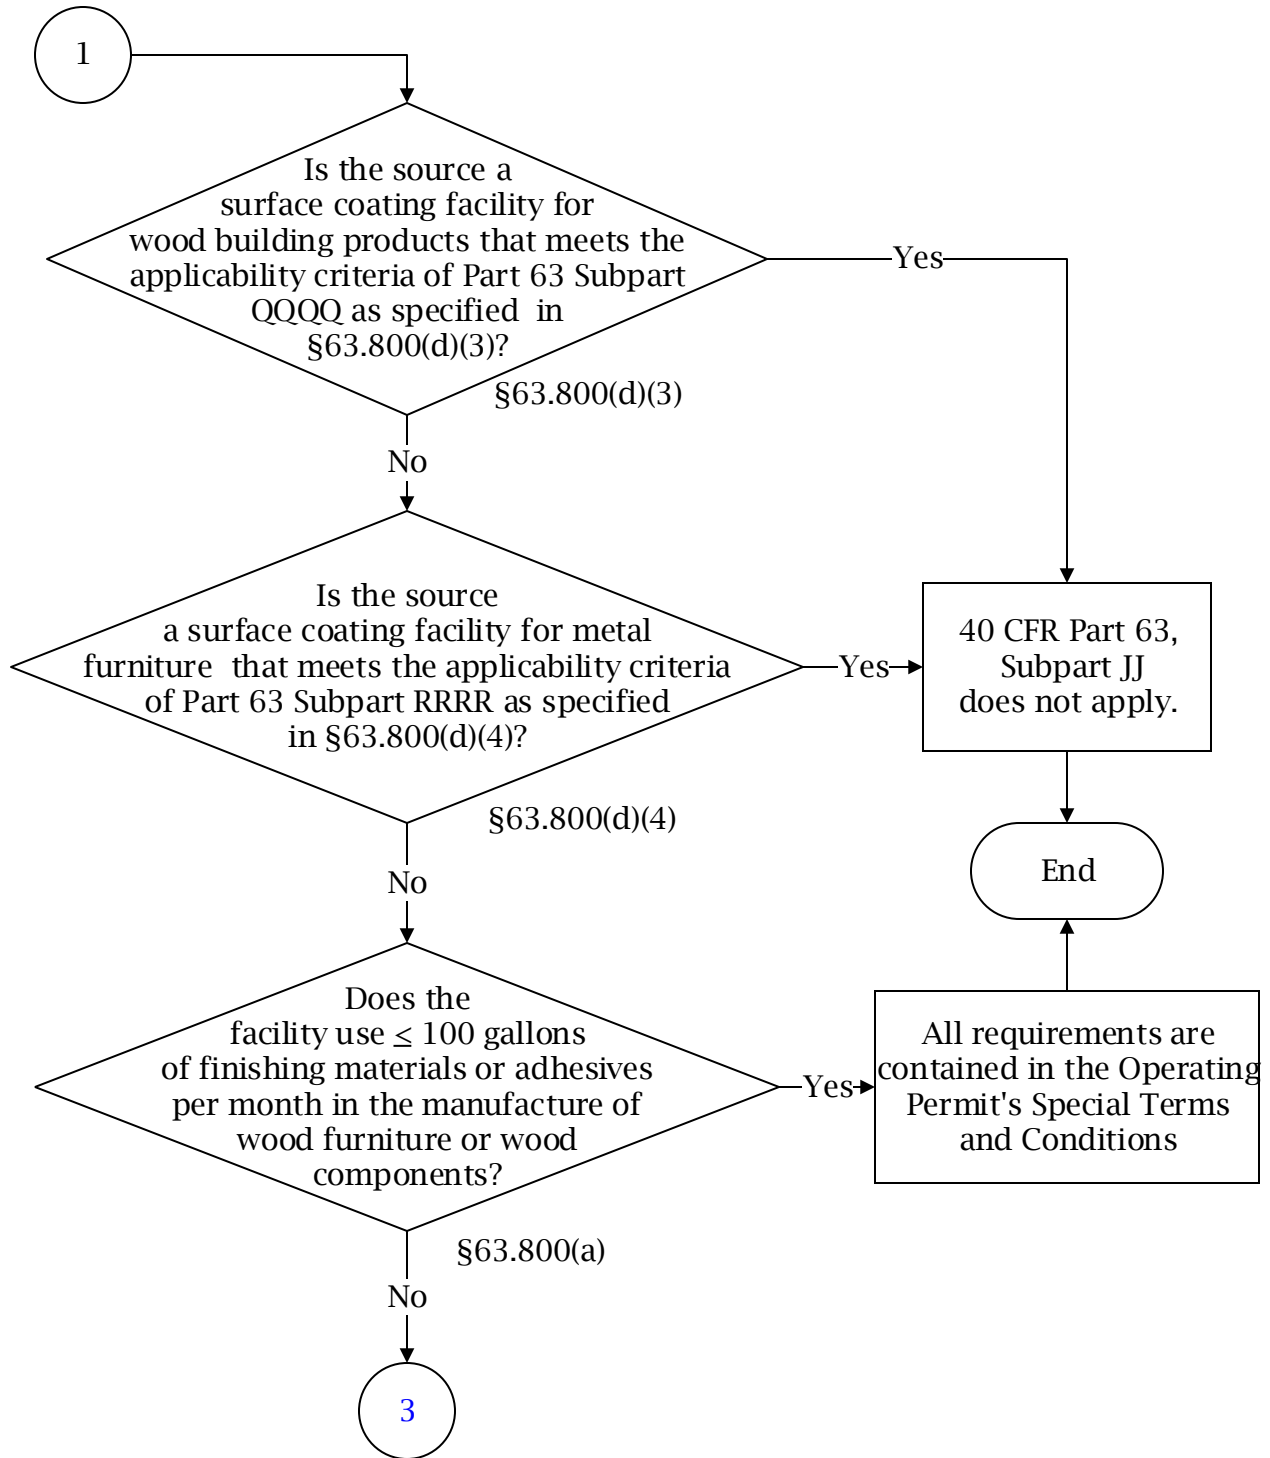 1
Is the source a
surface coating facility for
wood building products that meets the
applicability criteria of Part 63 Subpart
QQQQ as specified in
§63.800(d)(3)?
Yes
§63.800(d)(3)
No
Is the source
a surface coating facility for metal
furniture that meets the applicability criteria
of Part 63 Subpart RRRR as specified
in §63.800(d)(4)?
Yes
40 CFR Part 63,
Subpart JJ
does not apply.
§63.800(d)(4)
End
No
Does the
facility use ≤ 100 gallons
of finishing materials or adhesives
per month in the manufacture of
wood furniture or wood
components?
Yes
All requirements are
contained in the Operating
Permit's Special Terms
and Conditions
§63.800(a)
No
3